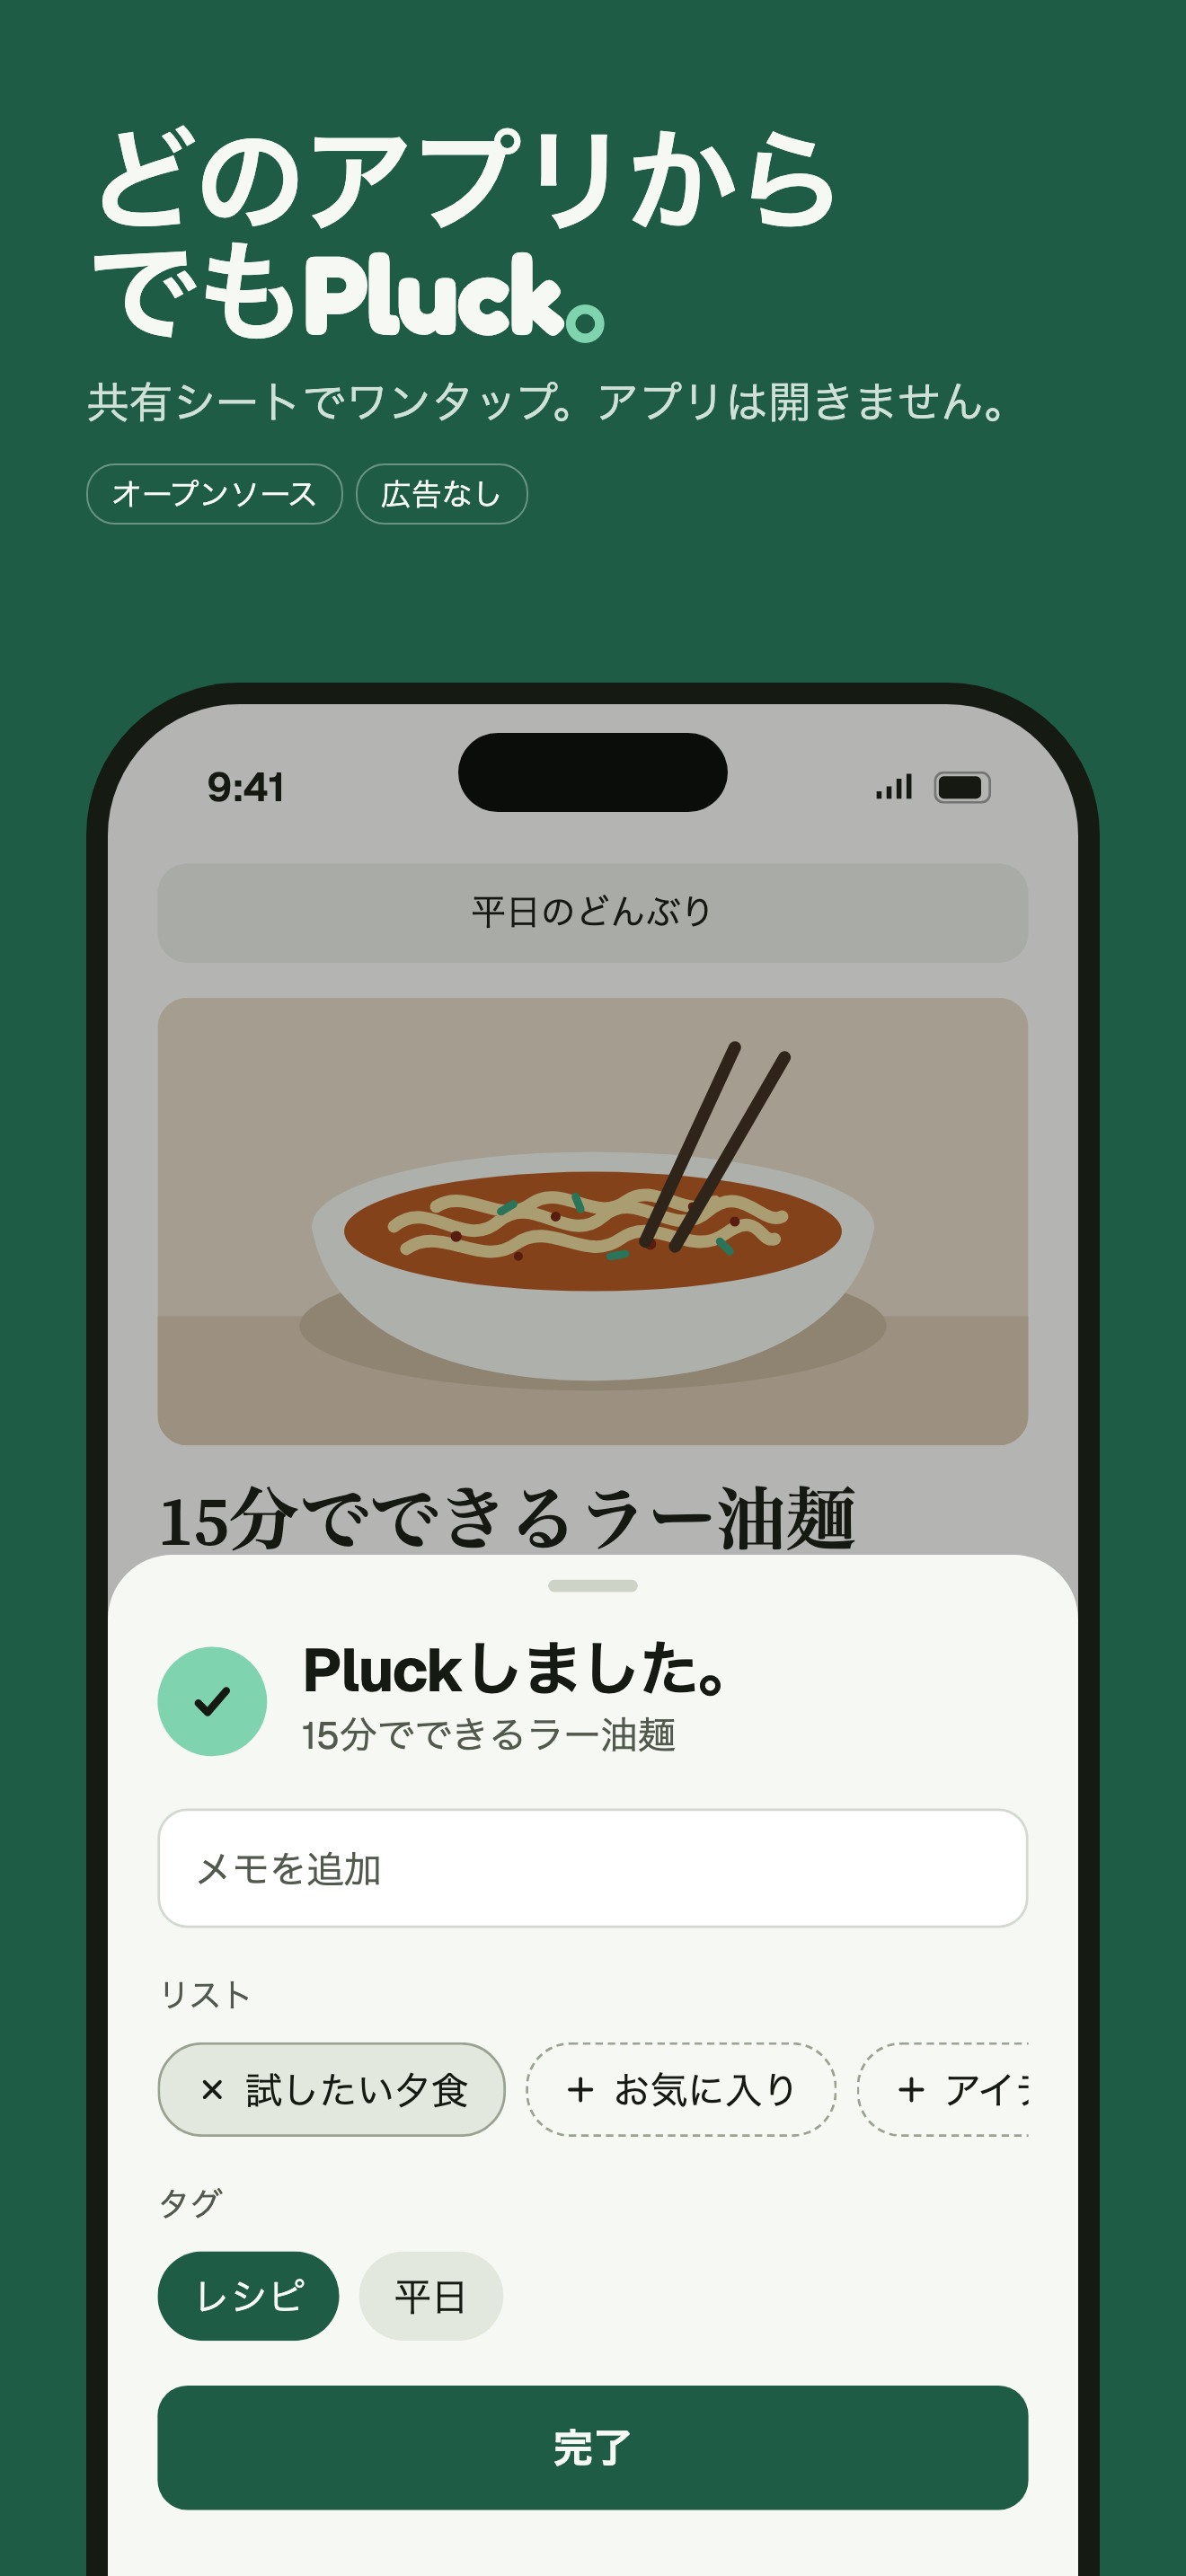 どのアプリから
でもPluck。
共有シートでワンタップ。アプリは開きません。
オープンソース 広告なし
9:41
平日のどんぶり
15分でできるラー油麺
Pluckしました。
15分でできるラー油麺
メモを追加
リスト
× 試したい夕食 + お気に入り + アイ
タグ
レシピ 平日
完了